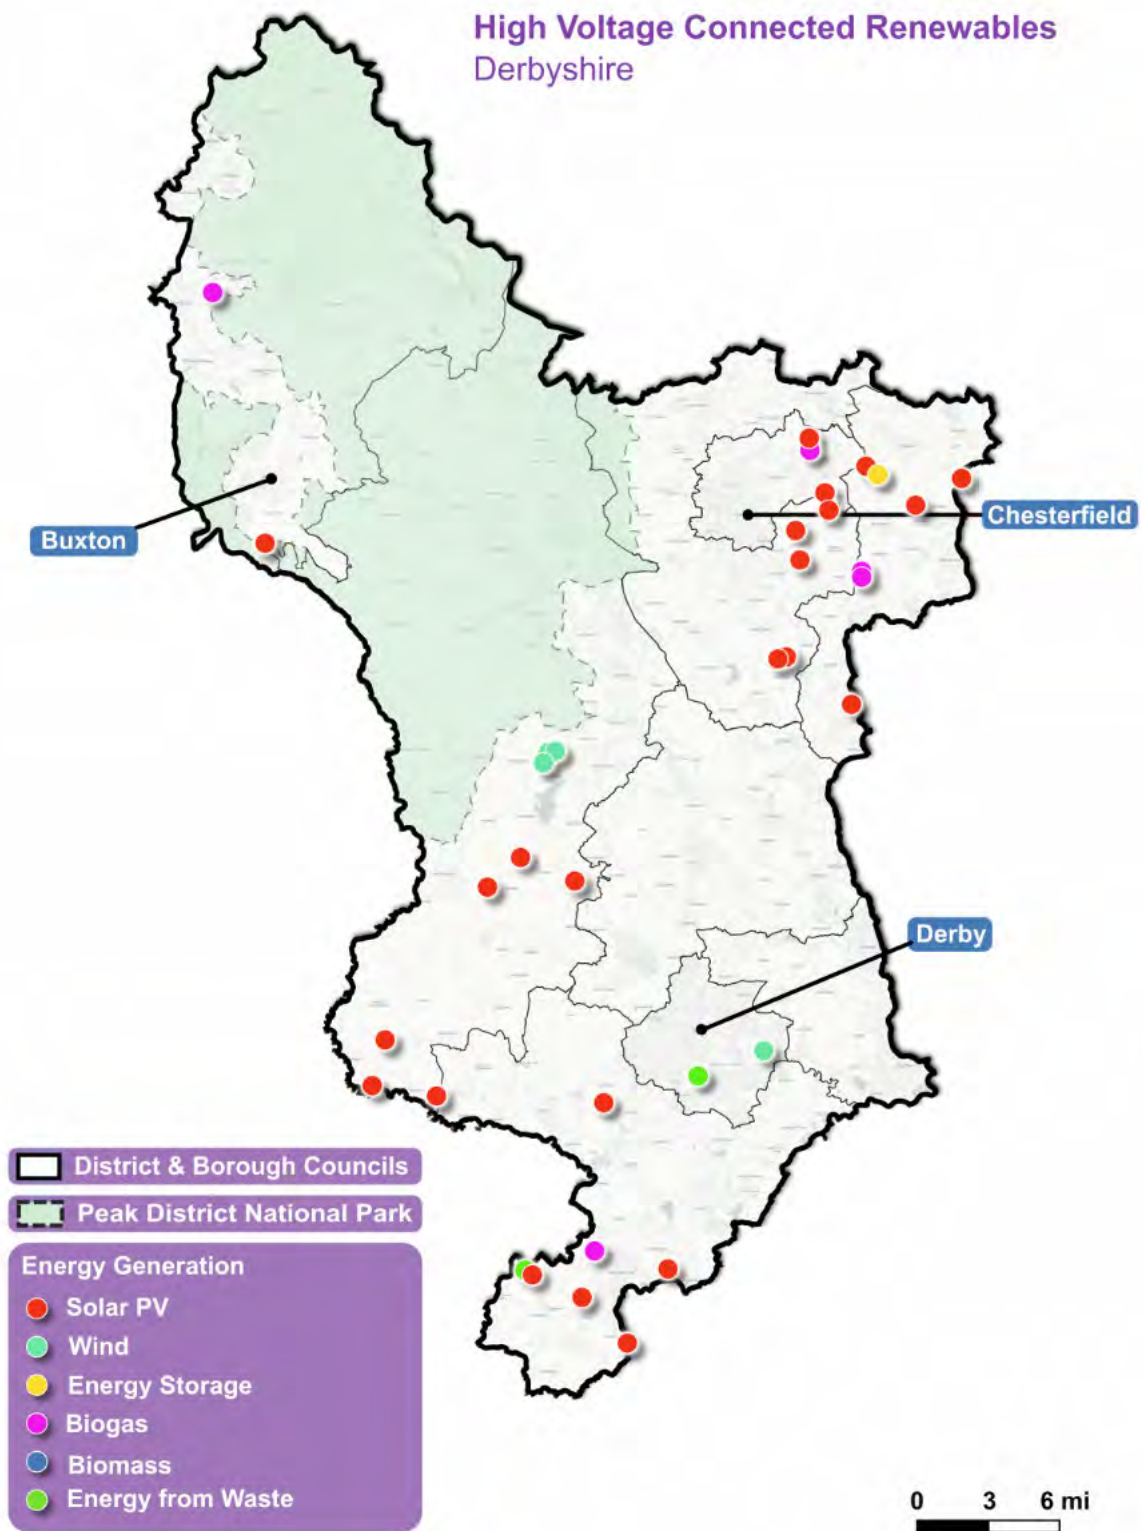 High Voltage Connected Renewables
Derbyshire
Buxton
Chesterfield
Derby
District & Borough Councils
Peak District National Park
Energy Generation
Solar PV
Wind
Energy Storage
Biogas
Biomass
Energy from Waste
0 3 6 mi